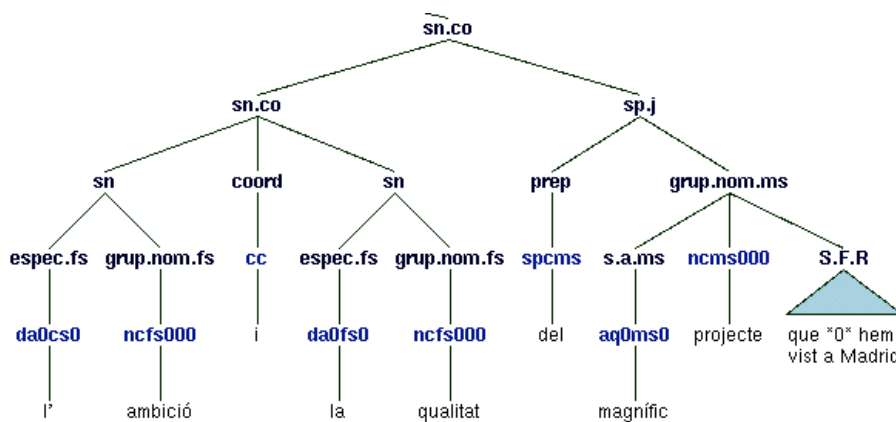 sn.co
sn.co sp.j
sn coord sn prep grup.nom.ms
espec.fs grup.nom.fs cc espec.fs grup.nom.fs spcms s.a.ms ncms000 S.F.R
da0cs0 ncfs000 i da0fs0 ncfs000 del aq0ms0 projecte que "0" hem
vist a Madrid
l' ambició la qualitat magnífic